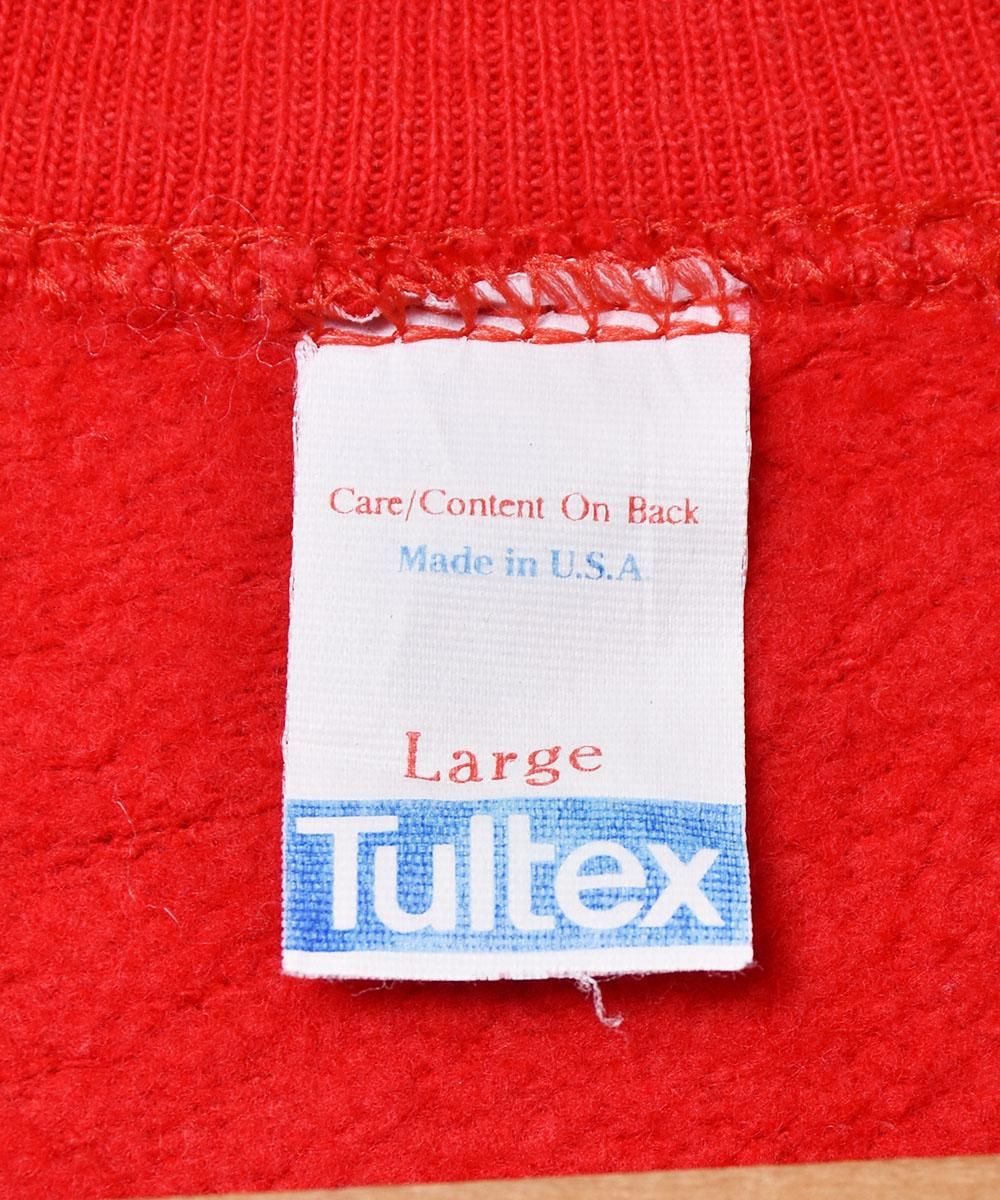 Care/Content On Back
Made in U.S.A.
Large
Tultex